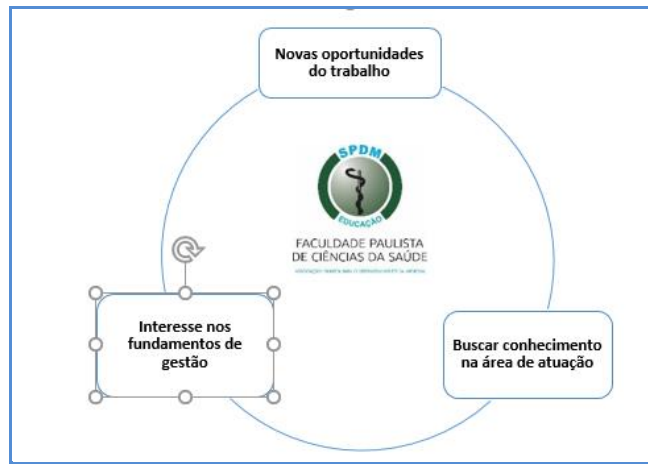 Novas oportunidades
do trabalho
SPDM
EDUCAÇÃO
FACULDADE PAULISTA
DE CIÊNCIAS DA SAÚDE
Interesse nos
fundamentos de
gestão
Buscar conhecimento
na área de atuação